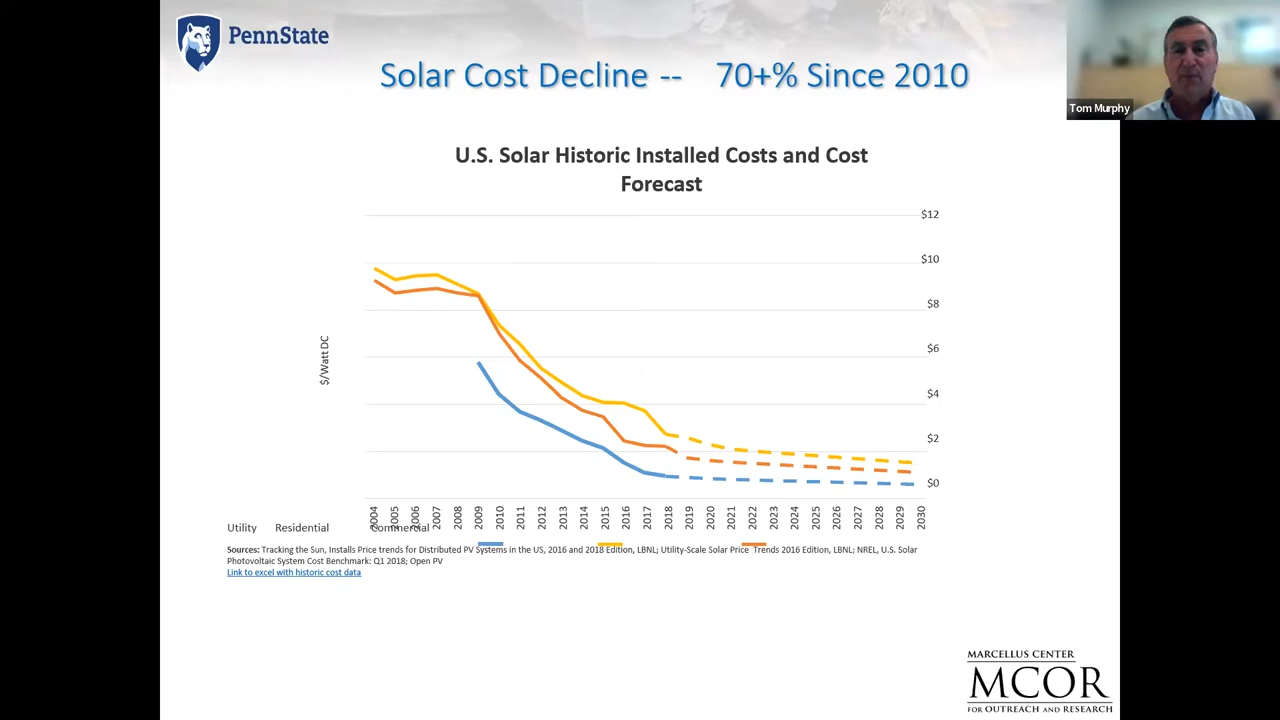 PennState
Solar Cost Decline -- 70+% Since 2010
Tom Murphy
U.S. Solar Historic Installed Costs and Cost
Forecast
$12
$10
$8
$6
$4
$2
$0
$/Watt DC
2004 2005 2006 2007 2008 2009 2010 2011 2012 2013 2014 2015 2016 2017 2018 2019 2020 2021 2022 2023 2024 2025 2026 2027 2028 2029 2030
Utility Residential Commercial
Sources: Tracking the Sun, Installs Price trends for Distributed PV Systems in the US, 2016 and 2018 Edition, LBNL; Utility-Scale Solar Price Trends 2016 Edition, LBNL; NREL, U.S. Solar
Photovoltaic System Cost Benchmark: Q1 2018; Open PV
Link to excel with historic cost data
MARCELLUS CENTER
MCOR
FOR OUTREACH AND RESEARCH